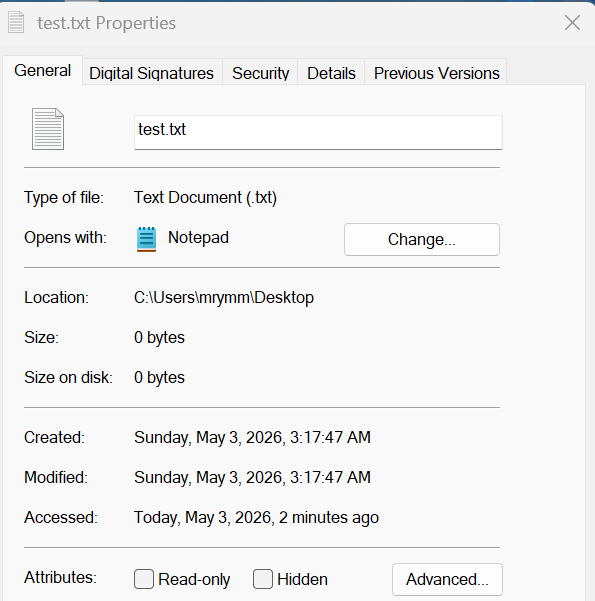 test.txt Properties
General Digital Signatures Security Details Previous Versions
test.txt
Type of file: Text Document (.txt)
Opens with: Notepad Change...
Location: C:\Users\mrymm\Desktop
Size: 0 bytes
Size on disk: 0 bytes
Created: Sunday, May 3, 2026, 3:17:47 AM
Modified: Sunday, May 3, 2026, 3:17:47 AM
Accessed: Today, May 3, 2026, 2 minutes ago
Attributes: Read-only Hidden Advanced...